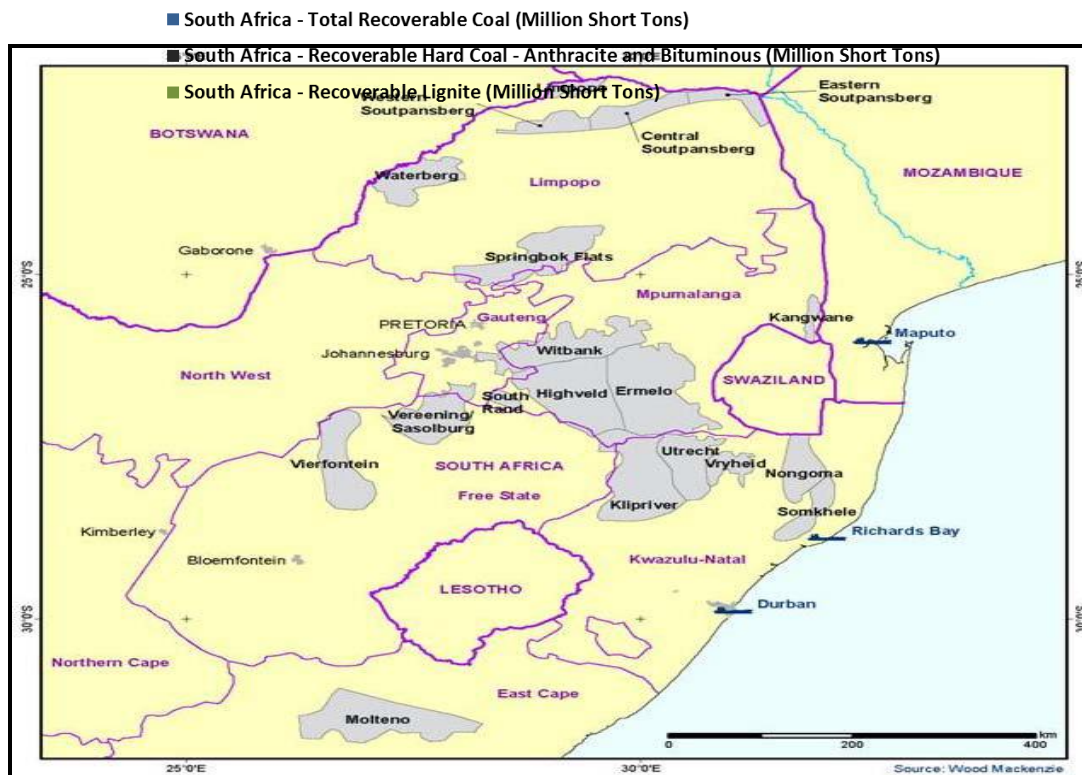 South Africa - Total Recoverable Coal (Million Short Tons)
South Africa - Recoverable Hard Coal - Anthracite and Bituminous (Million Short Tons)
South Africa - Recoverable Lignite (Million Short Tons)
Limpopo
Western
Soutpansberg
Eastern
Soutpansberg
BOTSWANA
Central
Soutpansberg
MOZAMBIQUE
Waterberg
Limpopo
Gaborone
Springbok Flats
25°S
Mpumalanga
Kangwane
Gauteng
PRETORIA
Maputo
Johannesburg
Witbank
North West
SWAZILAND
Highveld
Ermelo
South
Rand
Vereening/
Sasolburg
Utrecht
Vryheid
Vierfontein
SOUTH AFRICA
Nongoma
Free State
Klipriver
Somkhele
Kimberley
Richards Bay
Bloemfontein
Kwazulu-Natal
LESOTHO
Durban
Northern Cape
East Cape
Molteno
km
0 200 400
25°0'E 30°0'E
Source: Wood Mackenzie